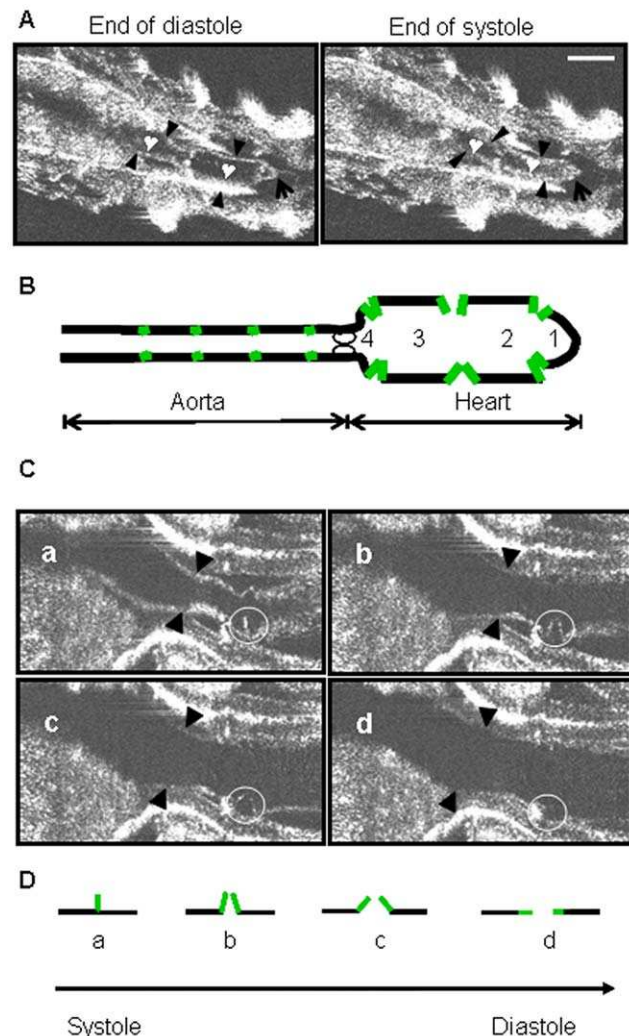 A
End of diastole End of systole
B
4 3 2 1
Aorta Heart
C
a b
c d
D
a b c d
Systole Diastole